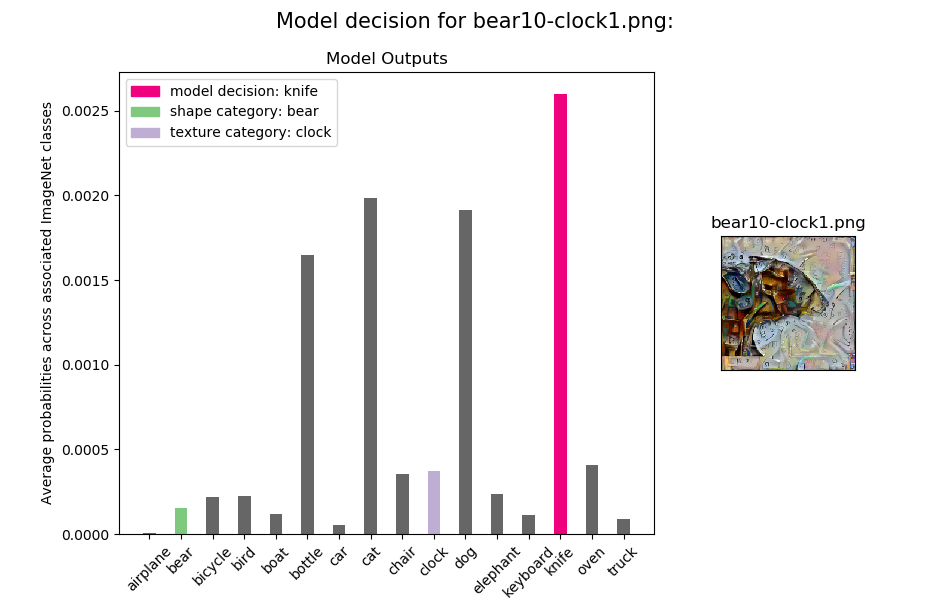 Model decision for bear10-clock1.png:
Model Outputs
model decision: knife
shape category: bear
texture category: clock
Average probabilities across associated ImageNet classes
0.0025
0.0020
0.0015
0.0010
0.0005
0.0000
airplane
bear
bicycle
bird
boat
bottle
car
cat
chair
clock
dog
elephant
keyboard
knife
oven
truck
bear10-clock1.png